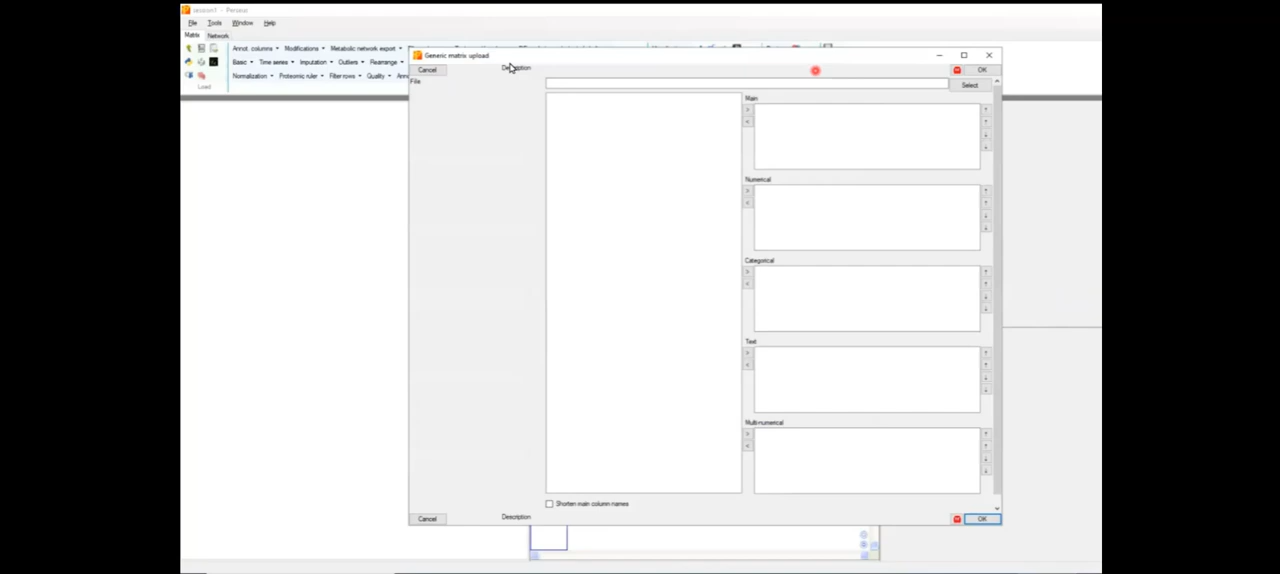 session1 - Perseus
File Tools Window Help
Matrix Network
Annot. columns Modifications Metabolic network export
Basic Time series Imputation Outliers Rearrange
Normalization Proteomic ruler Filter rows Quality
Load
Generic matrix upload
Cancel Description OK
File Select
Main
>
<
Numerical
>
<
Categorical
>
<
Text
>
<
Multi-numerical
>
<
Shorten main column names
Cancel Description OK